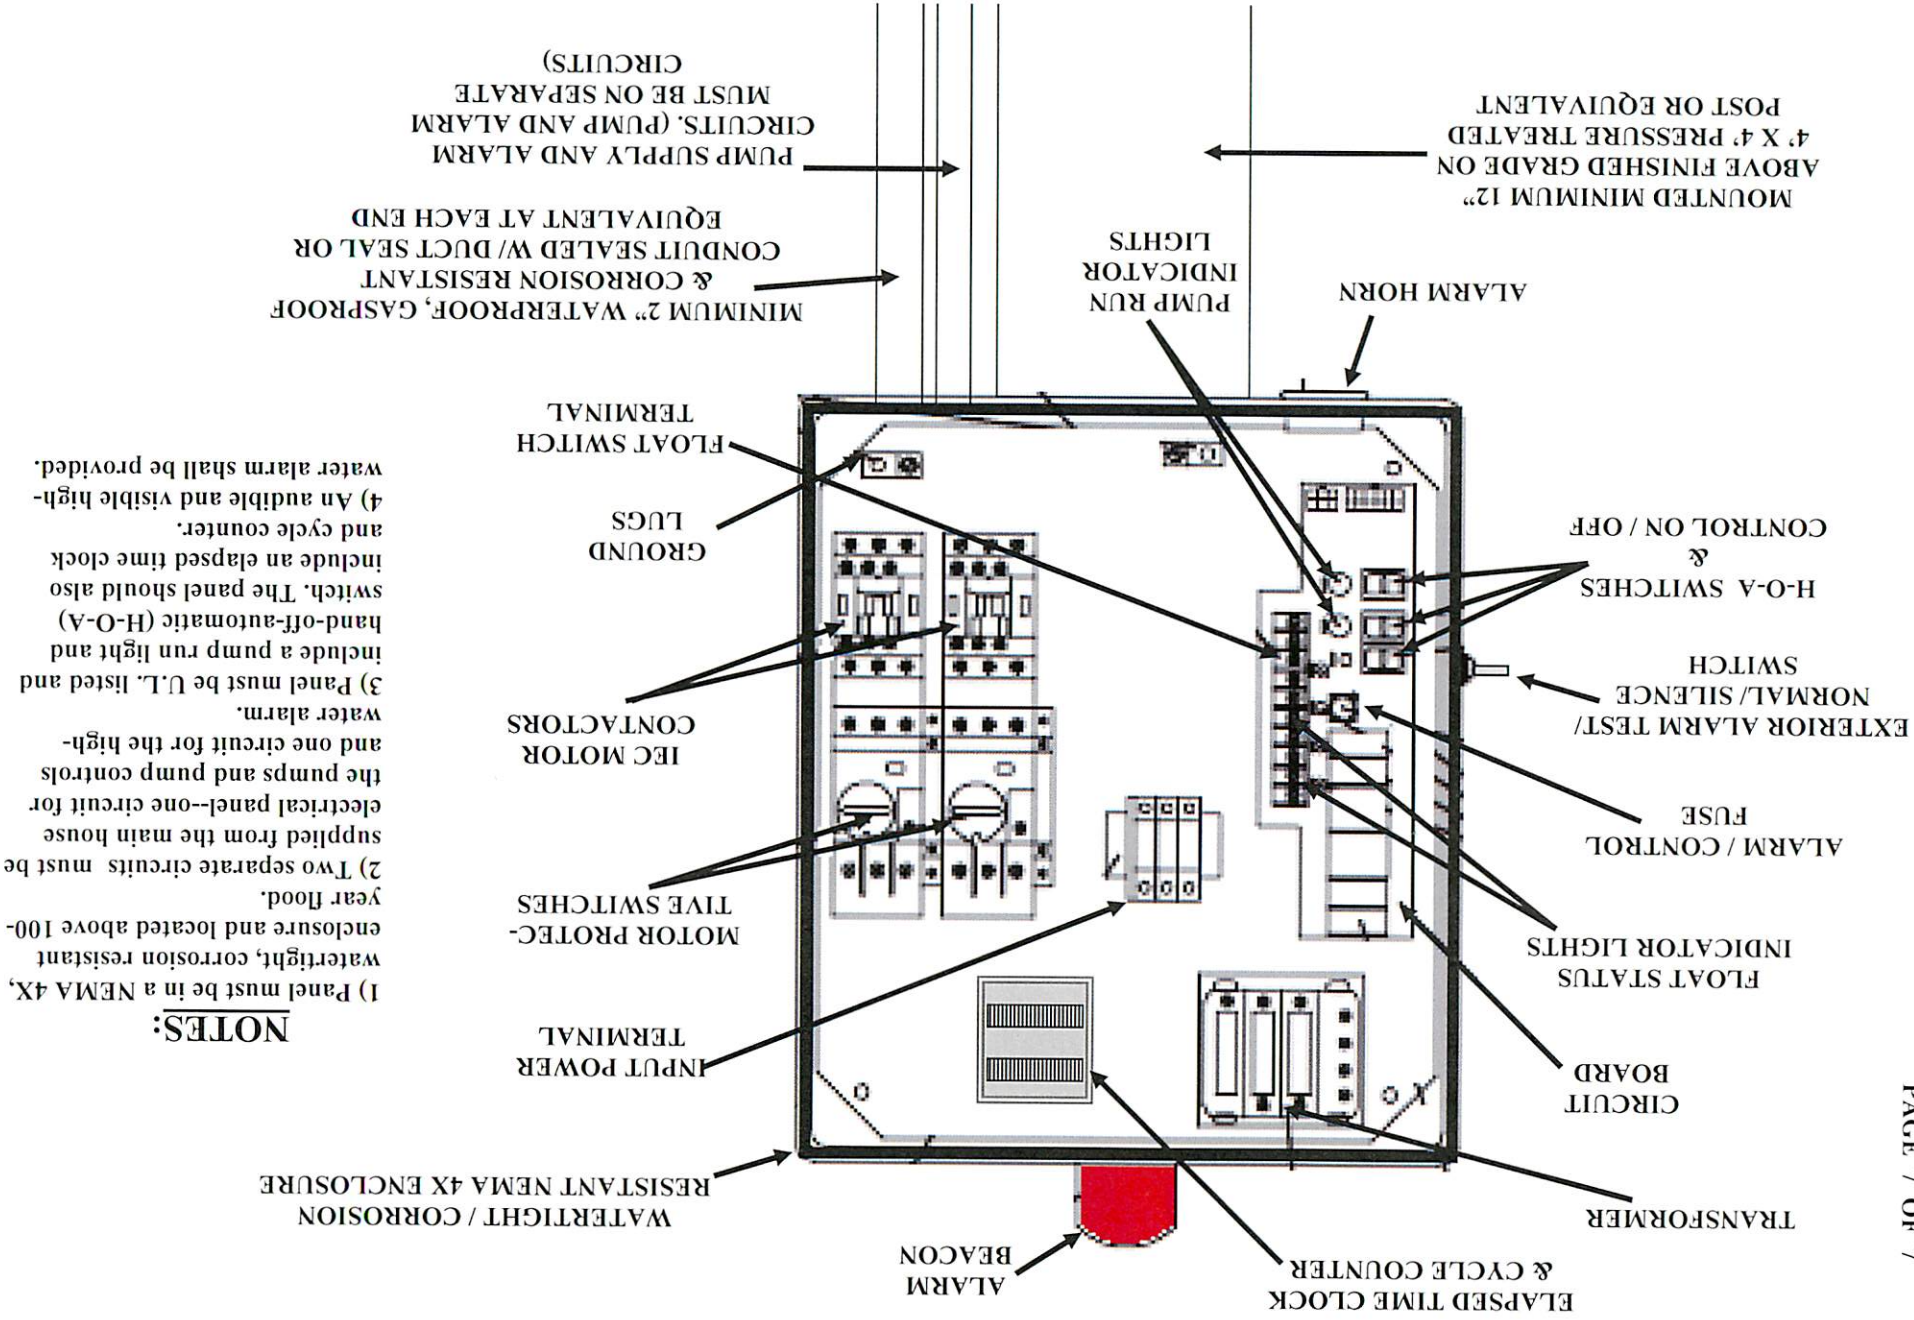 PAGE 7 OF 7
ELAPSED TIME CLOCK
& CYCLE COUNTER
ALARM
BEACON
TRANSFORMER
WATERTIGHT / CORROSION
RESISTANT NEMA 4X ENCLOSURE
CIRCUIT
BOARD
INPUT POWER
TERMINAL
FLOAT STATUS
INDICATOR LIGHTS
MOTOR PROTEC-
TIVE SWITCHES
ALARM / CONTROL
FUSE
IEC MOTOR
CONTACTORS
EXTERIOR ALARM TEST/
NORMAL/ SILENCE
SWITCH
H-O-A SWITCHES
&
CONTROL ON / OFF
GROUND
LUGS
FLOAT SWITCH
TERMINAL
ALARM HORN
PUMP RUN
INDICATOR
LIGHTS
MINIMUM 2” WATERPROOF, GASPROOF
& CORROSION RESISTANT
CONDUIT SEALED W/ DUCT SEAL OR
EQUIVALENT AT EACH END
MOUNTED MINIMUM 12”
ABOVE FINISHED GRADE ON
4’ X 4’ PRESSURE TREATED
POST OR EQUIVALENT
PUMP SUPPLY AND ALARM
CIRCUITS. (PUMP AND ALARM
MUST BE ON SEPARATE
CIRCUITS)
NOTES:
1) Panel must be in a NEMA 4X,
watertight, corrosion resistant
enclosure and located above 100-
year flood.
2) Two separate circuits must be
supplied from the main house
electrical panel--one circuit for
the pumps and pump controls
and one circuit for the high-
water alarm.
3) Panel must be U.L. listed and
include a pump run light and
hand-off-automatic (H-O-A)
switch. The panel should also
include an elapsed time clock
and cycle counter.
4) An audible and visible high-
water alarm shall be provided.